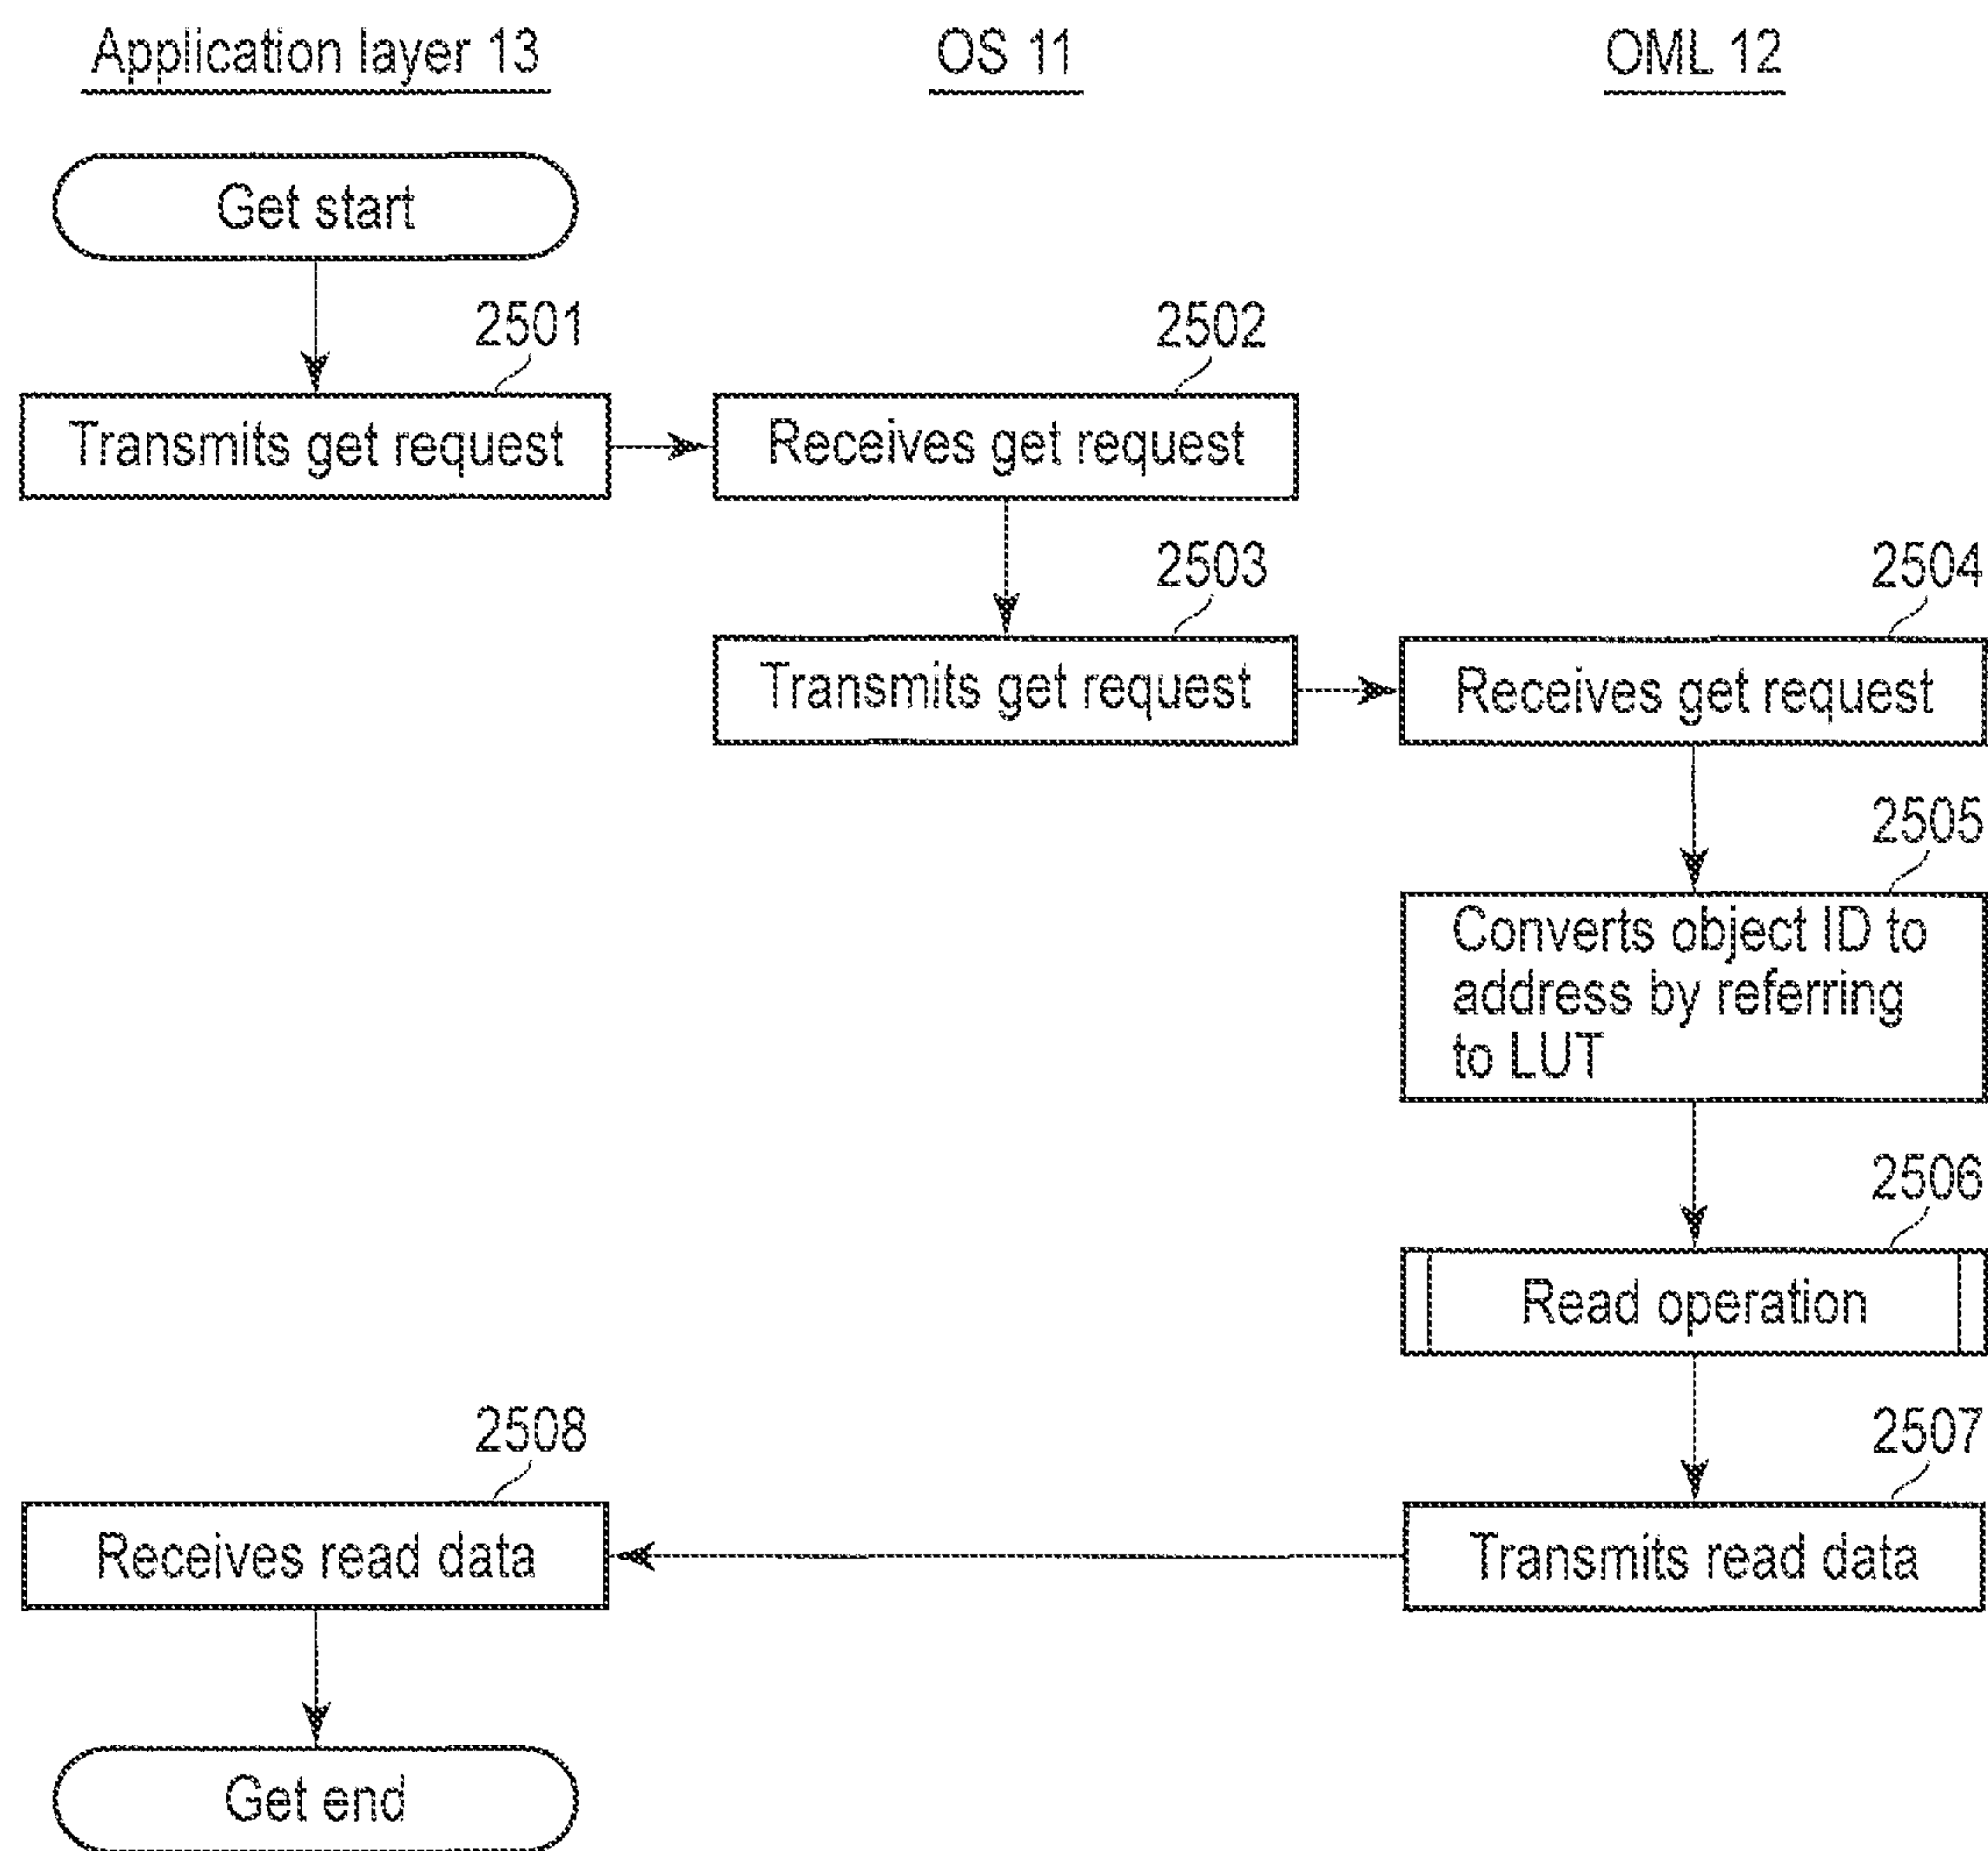 Application layer 13
OS 11
OML 12
Get start
2501
2502
Transmits get request
Receives get request
2503
2504
Transmits get request
Receives get request
2505
Converts object ID to
address by referring
to LUT
2506
Read operation
2508
2507
Receives read data
Transmits read data
Get end